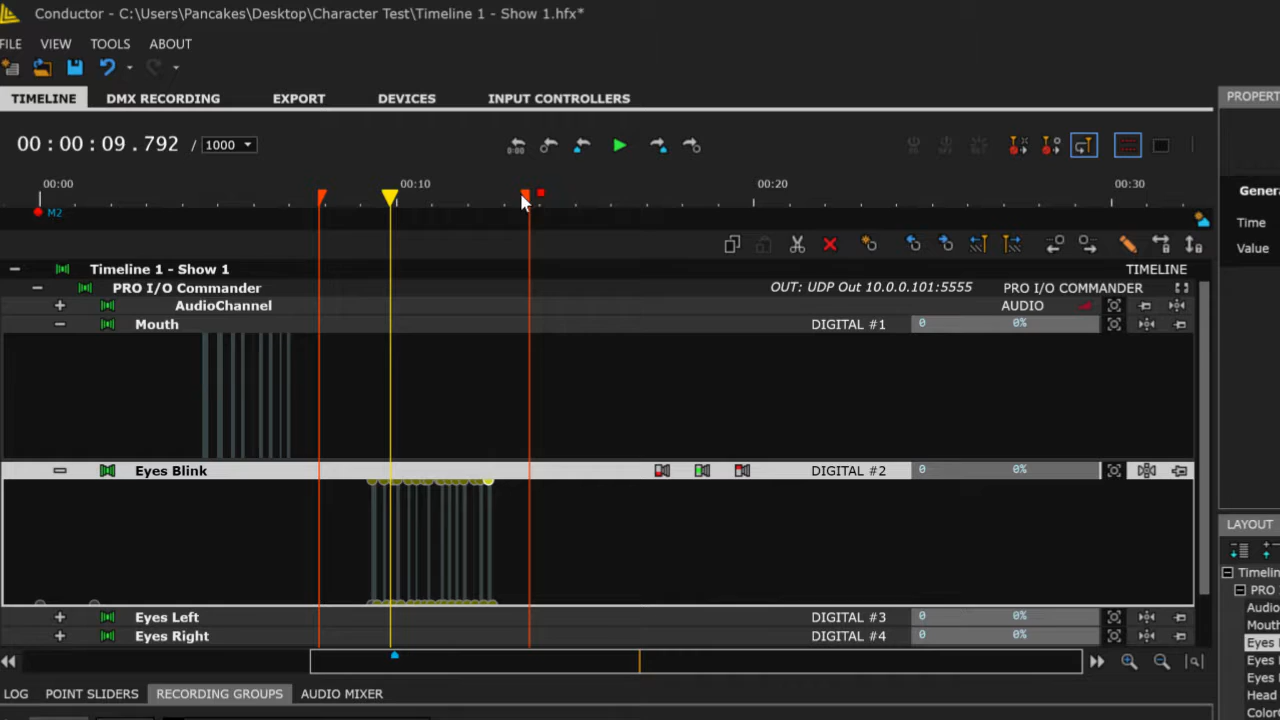 Conductor - C:\Users\Pancakes\Desktop\Character Test\Timeline 1 - Show 1.hfx*
FILE VIEW TOOLS ABOUT
TIMELINE DMX RECORDING EXPORT DEVICES INPUT CONTROLLERS
PROPERT
00:00:09.792 / 1000
0:00
00:00 00:10 00:20 00:30
Genera
M2
Time
Value
Timeline 1 - Show 1 TIMELINE
PRO I/O Commander OUT: UDP Out 10.0.0.101:5555 PRO I/O COMMANDER
AudioChannel AUDIO
Mouth DIGITAL #1 0 0%
Eyes Blink DIGITAL #2 0 0%
LAYOUT
Timelin
PRO
Audio
Mouth
Eyes
Eyes
Eyes
Head
Color
Eyes Left DIGITAL #3 0 0%
Eyes Right DIGITAL #4 0 0%
LOG POINT SLIDERS RECORDING GROUPS AUDIO MIXER